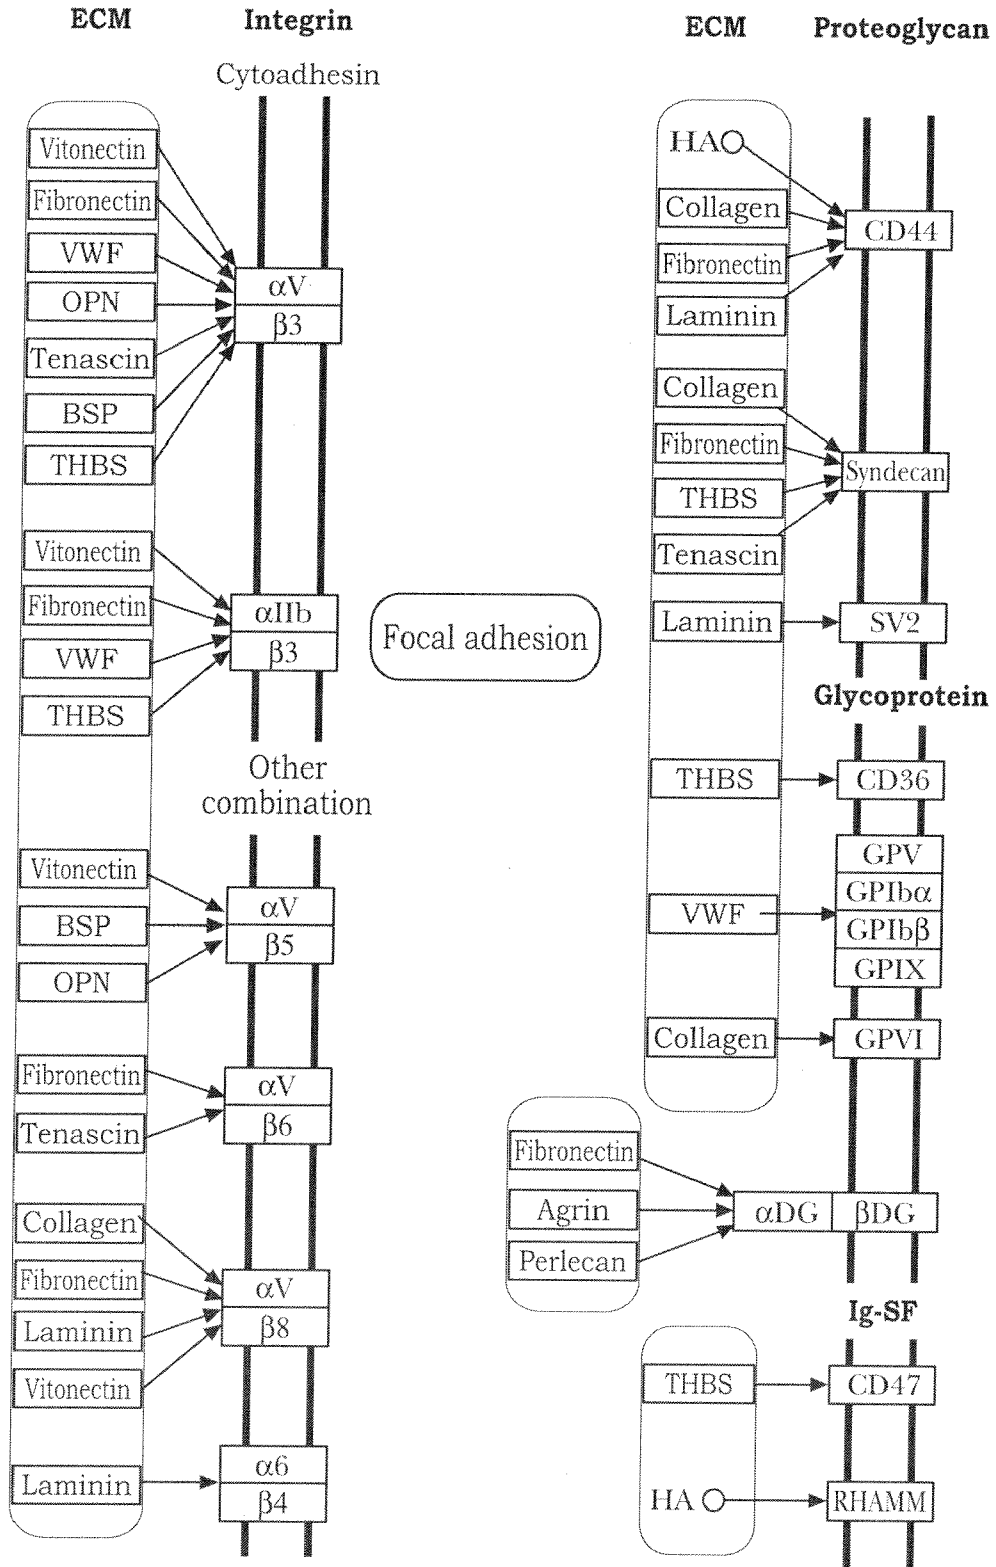 ECM
Integrin
Cytoadhesin
Vitonectin
Fibronectin
VWF
OPN
Tenascin
BSP
THBS
αV
β3
Vitonectin
Fibronectin
VWF
THBS
αIIb
β3
Other
combination
Vitonectin
BSP
OPN
αV
β5
Fibronectin
Tenascin
αV
β6
Collagen
Fibronectin
Laminin
Vitonectin
αV
β8
Laminin
α6
β4
Focal adhesion
ECM
Proteoglycan
HA
Collagen
Fibronectin
Laminin
CD44
Collagen
Fibronectin
THBS
Tenascin
Syndecan
Laminin
SV2
Glycoprotein
THBS
CD36
VWF
GPV
GPIbα
GPIbβ
GPIX
Collagen
GPVI
Fibronectin
Agrin
Perlecan
αDG
βDG
Ig-SF
THBS
CD47
HA
RHAMM